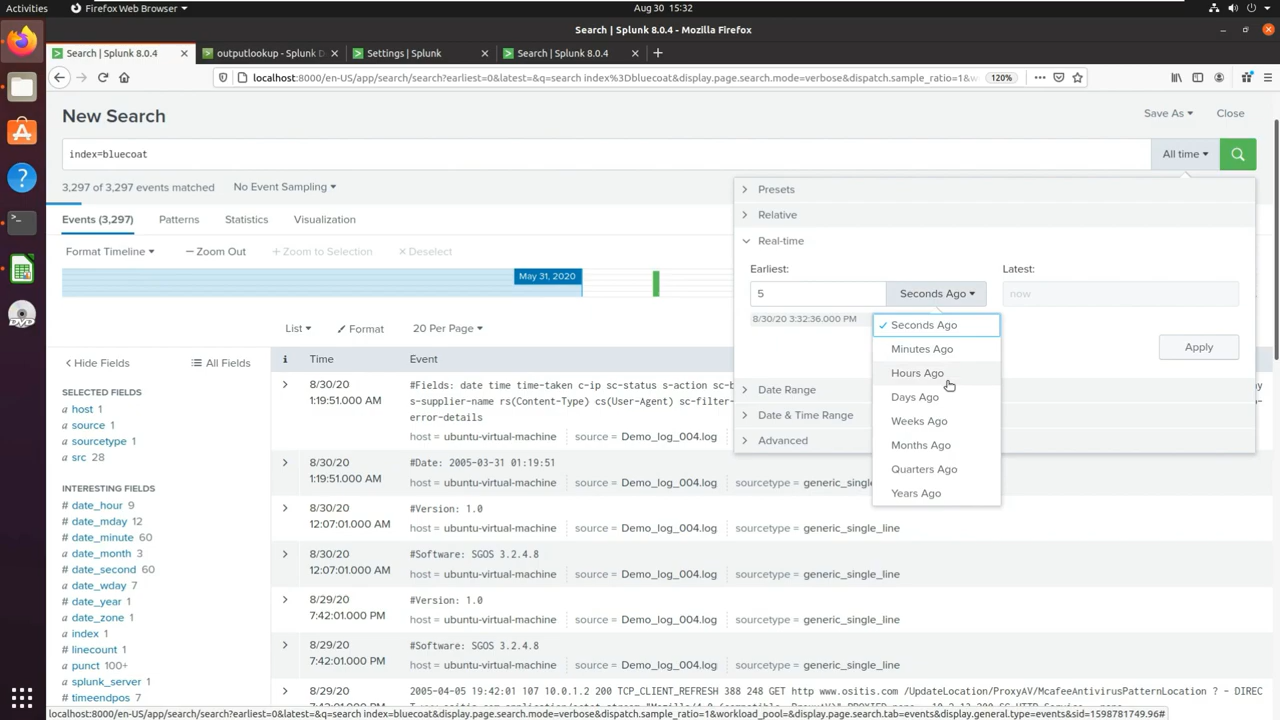 Activities
Firefox Web Browser
Aug 30 15:32
Search | Splunk 8.0.4 - Mozilla Firefox
Search | Splunk 8.0.4
outputlookup - Splunk D
Settings | Splunk
Search | Splunk 8.0.4
localhost:8000/en-US/app/search/search?earliest=0&latest=&q=search index%3Dbluecoat&display.page.search.mode=verbose&dispatch.sample_ratio=1&w
120%
New Search
Save As
Close
index=bluecoat
All time
3,297 of 3,297 events matched
No Event Sampling
Presets
Events (3,297)
Patterns
Statistics
Visualization
Relative
Format Timeline
Zoom Out
+ Zoom to Selection
Deselect
Real-time
May 31, 2020
Earliest:
Latest:
5
Seconds Ago
now
8/30/20 3:32:36.000 PM
Seconds Ago
Minutes Ago
Hours Ago
Days Ago
Weeks Ago
Months Ago
Quarters Ago
Years Ago
Apply
Date Range
Date & Time Range
Advanced
List
Format
20 Per Page
Hide Fields
All Fields
i
Time
Event
SELECTED FIELDS
a host 1
a source 1
a sourcetype 1
a src 28
INTERESTING FIELDS
# date_hour 9
# date_mday 12
# date_minute 60
a date_month 3
# date_second 60
a date_wday 7
# date_year 1
a date_zone 1
a index 1
# linecount 1
a punct 100+
a splunk_server 1
# timeendpos 7
8/30/20
1:19:51.000 AM
#Fields: date time time-taken c-ip sc-status s-action sc-b
s-supplier-name rs(Content-Type) cs(User-Agent) sc-filter-
error-details
host = ubuntu-virtual-machine
source = Demo_log_004.log
8/30/20
1:19:51.000 AM
#Date: 2005-03-31 01:19:51
host = ubuntu-virtual-machine
source = Demo_log_004.log
sourcetype = generic_single
8/30/20
12:07:01.000 AM
#Version: 1.0
host = ubuntu-virtual-machine
source = Demo_log_004.log
sourcetype = generic_single_line
8/30/20
12:07:01.000 AM
#Software: SGOS 3.2.4.8
host = ubuntu-virtual-machine
source = Demo_log_004.log
sourcetype = generic_single_line
8/29/20
7:42:01.000 PM
#Version: 1.0
host = ubuntu-virtual-machine
source = Demo_log_004.log
sourcetype = generic_single_line
8/29/20
7:42:01.000 PM
#Software: SGOS 3.2.4.8
host = ubuntu-virtual-machine
source = Demo_log_004.log
sourcetype = generic_single_line
8/29/20
2005-04-05 19:42:01 107 10.0.1.2 200 TCP_CLIENT_REFRESH 388 248 GET http www.ositis.com /UpdateLocation/ProxyAV/McafeeAntivirusPatternLocation ? - DIREC
localhost:8000/en-US/app/search/search?earliest=0&latest=&q=search index=bluecoat&display.page.search.mode=verbose&dispatch.sample_ratio=1&workload_pool=&display.page.search.tab=events&display.general.type=events&sid=1598781749.96#